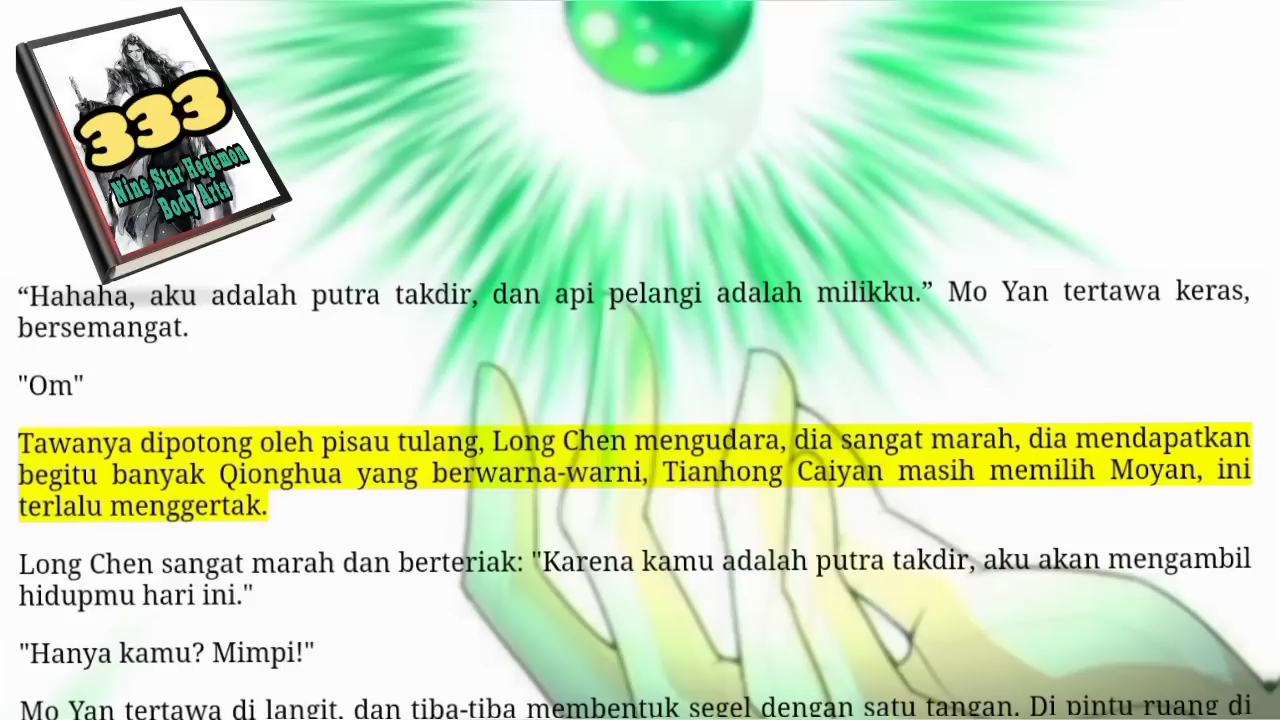 333
Nine Star Hegemon
Body Arts
“Hahaha, aku adalah putra takdir, dan api pelangi adalah milikku.” Mo Yan tertawa keras,
bersemangat.
"Om"
Tawanya dipotong oleh pisau tulang, Long Chen mengudara, dia sangat marah, dia mendapatkan
begitu banyak Qionghua yang berwarna-warni, Tianhong Caiyan masih memilih Moyan, ini
terlalu menggertak.
Long Chen sangat marah dan berteriak: "Karena kamu adalah putra takdir, aku akan mengambil
hidupmu hari ini."
"Hanya kamu? Mimpi!"
Mo Yan tertawa di langit, dan tiba-tiba membentuk segel dengan satu tangan. Di pintu ruang di